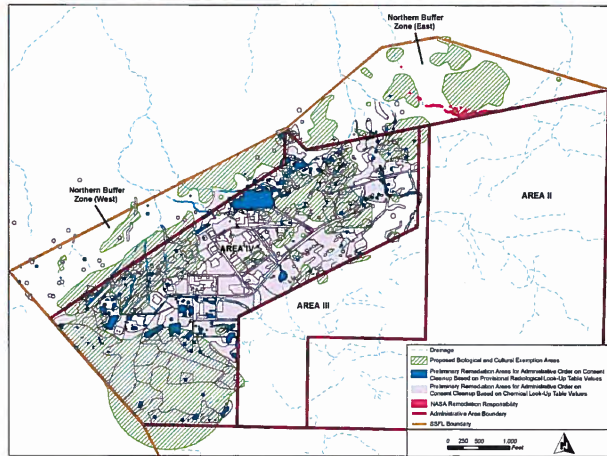 Northern Buffer
Zone (East)
Northern Buffer
Zone (West)
AREA II
AREA IV
AREA III
Drainage
Proposed Biological and Cultural Exemption Areas
Preliminary Remediation Areas for Administrative Order on Consent
Cleanup Based on Provisional Radiological Look-Up Table Values
Preliminary Remediation Areas for Administrative Order on
Consent Cleanup Based on Chemical Look-Up Table Values
NASA Remediation Responsibility
Administrative Area Boundary
SSFL Boundary
0 250 500 1,000
Feet